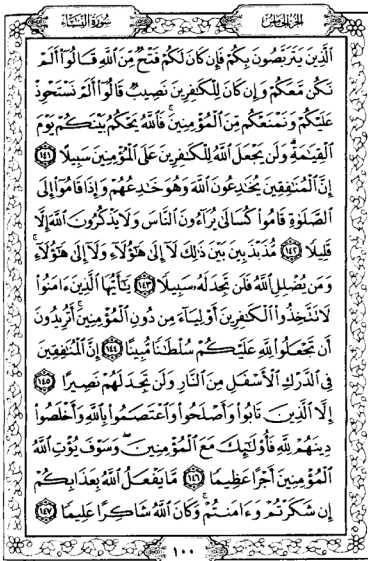 سورة النساء
الجزء الخامس
الَّذِينَ يَتَرَبَّصُونَ بِكُمْ فَإِن كَانَ لَكُمْ فَتْحٌ مِّنَ اللَّهِ قَالُوٓا۟ أَلَمْ
نَكُن مَّعَكُمْ وَإِن كَانَ لِلْكَٰفِرِينَ نَصِيبٌ قَالُوٓا۟ أَلَمْ نَسْتَحْوِذْ
عَلَيْكُمْ وَنَمْنَعْكُم مِّنَ الْمُؤْمِنِينَ ۚ فَاللَّهُ يَحْكُمُ بَيْنَكُمْ يَوْمَ
الْقِيَٰمَةِ ۗ وَلَن يَجْعَلَ اللَّهُ لِلْكَٰفِرِينَ عَلَى الْمُؤْمِنِينَ سَبِيلًا ١٤١
إِنَّ الْمُنَٰفِقِينَ يُخَٰدِعُونَ اللَّهَ وَهُوَ خَٰدِعُهُمْ وَإِذَا قَامُوٓا۟ إِلَى
الصَّلَوٰةِ قَامُوا۟ كُسَالَىٰ يُرَآءُونَ النَّاسَ وَلَا يَذْكُرُونَ اللَّهَ إِلَّا
قَلِيلًا ١٤٢ مُّذَبْذَبِينَ بَيْنَ ذَٰلِكَ لَآ إِلَىٰ هَٰٓؤُلَآءِ وَلَآ إِلَىٰ هَٰٓؤُلَآءِ ۚ
وَمَن يُضْلِلِ اللَّهُ فَلَن تَجِدَ لَهُۥ سَبِيلًا ١٤٣ يَٰٓأَيُّهَا الَّذِينَ ءَامَنُوا۟
لَا تَتَّخِذُوا۟ الْكَٰفِرِينَ أَوْلِيَآءَ مِن دُونِ الْمُؤْمِنِينَ ۚ أَتُرِيدُونَ
أَن تَجْعَلُوا۟ لِلَّهِ عَلَيْكُمْ سُلْطَٰنًا مُّبِينًا ١٤٤ إِنَّ الْمُنَٰفِقِينَ
فِى الدَّرْكِ الْأَسْفَلِ مِنَ النَّارِ وَلَن تَجِدَ لَهُمْ نَصِيرًا ١٤٥
إِلَّا الَّذِينَ تَابُوا۟ وَأَصْلَحُوا۟ وَاعْتَصَمُوا۟ بِاللَّهِ وَأَخْلَصُوا۟
دِينَهُمْ لِلَّهِ فَأُو۟لَٰٓئِكَ مَعَ الْمُؤْمِنِينَ ۖ وَسَوْفَ يُؤْتِ اللَّهُ
الْمُؤْمِنِينَ أَجْرًا عَظِيمًا ١٤٦ مَّا يَفْعَلُ اللَّهُ بِعَذَابِكُمْ
إِن شَكَرْتُمْ وَءَامَنتُمْ ۚ وَكَانَ اللَّهُ شَاكِرًا عَلِيمًا ١٤٧
١٠٠